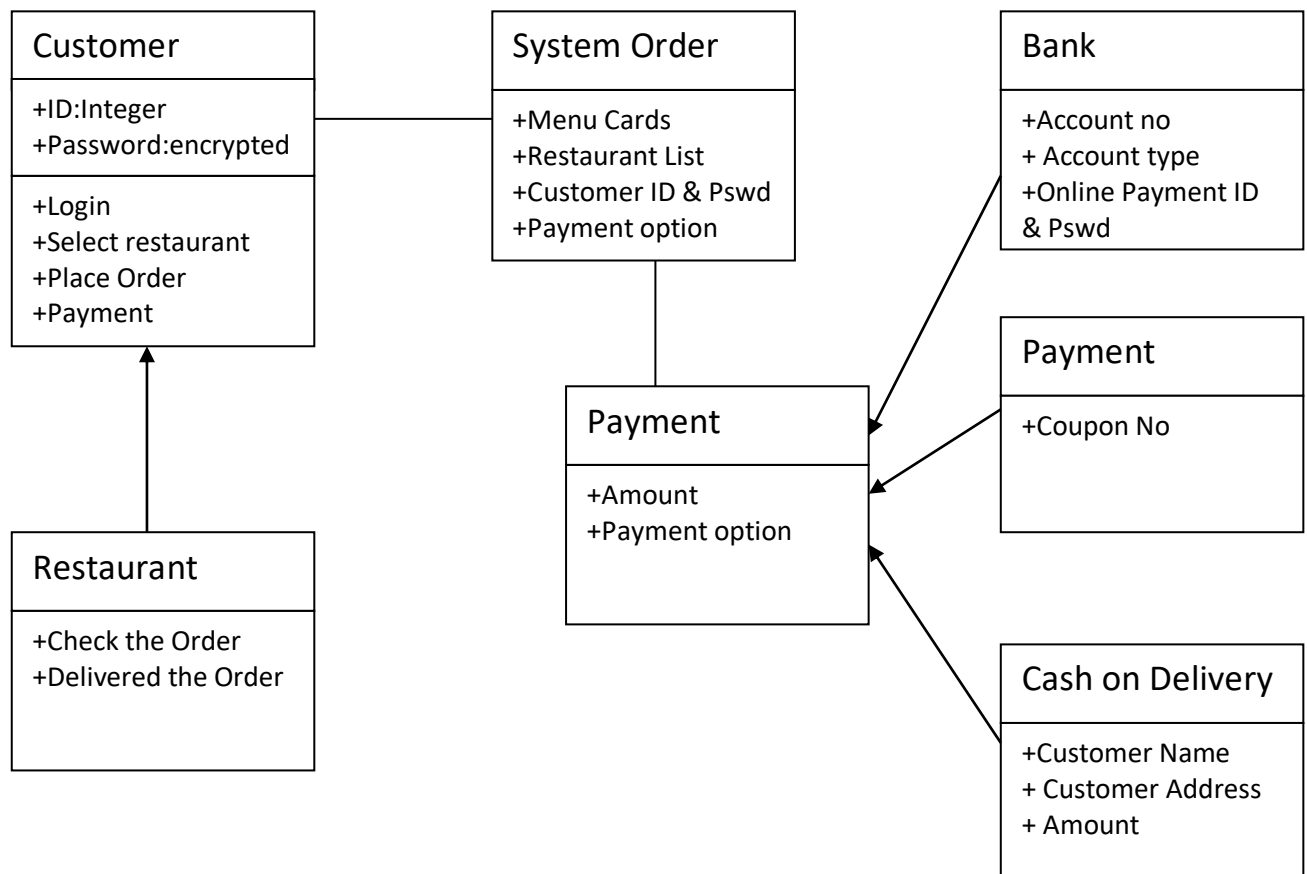 Customer
+ID:Integer
+Password:encrypted
+Login
+Select restaurant
+Place Order
+Payment
System Order
+Menu Cards
+Restaurant List
+Customer ID & Pswd
+Payment option
Bank
+Account no
+ Account type
+Online Payment ID
& Pswd
Payment
+Amount
+Payment option
Payment
+Coupon No
Restaurant
+Check the Order
+Delivered the Order
Cash on Delivery
+Customer Name
+ Customer Address
+ Amount